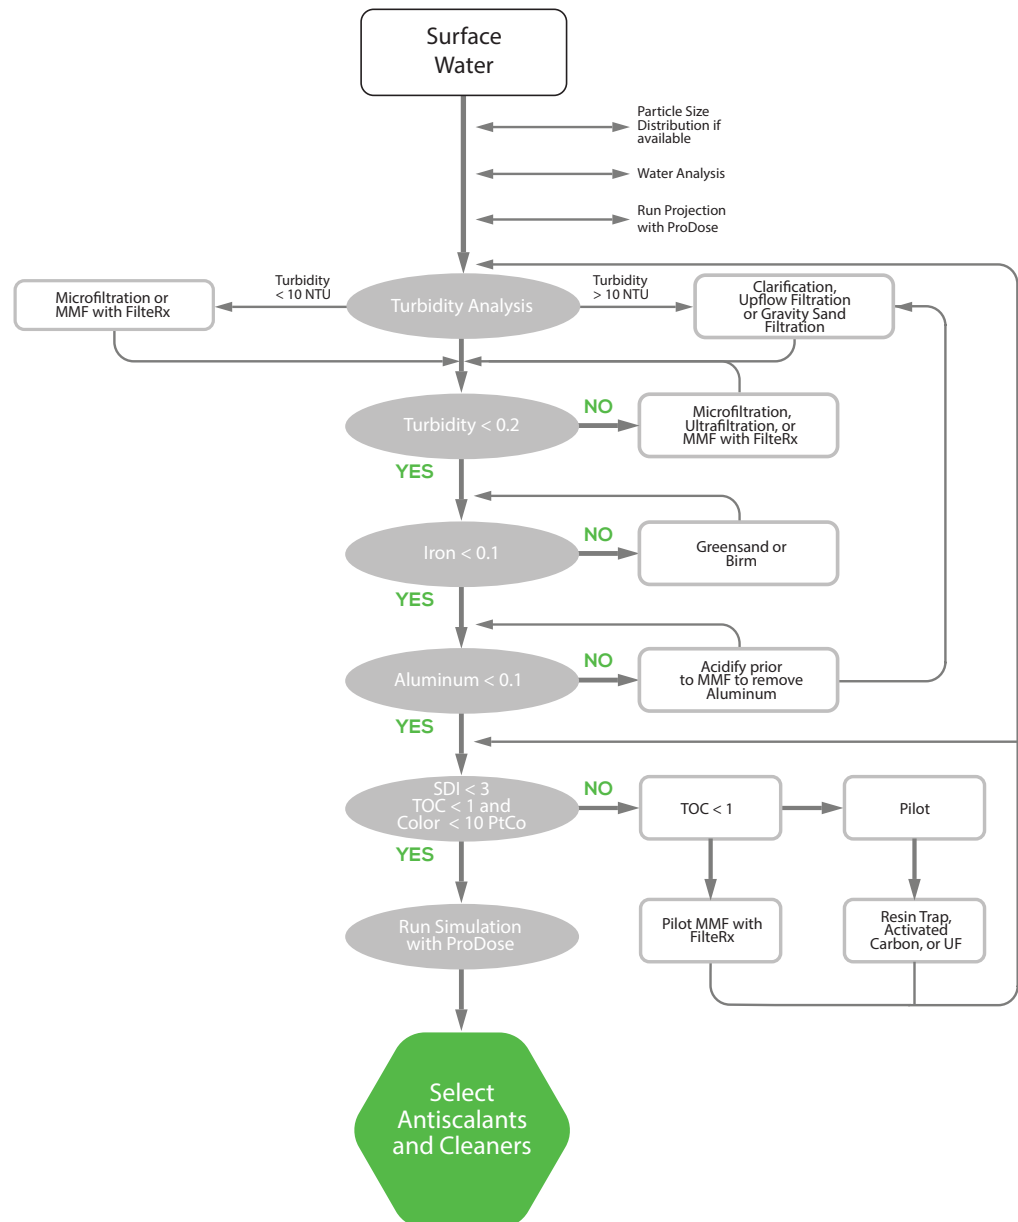 Surface
Water
Particle Size
Distribution if
available
Water Analysis
Run Projection
with ProDose
Turbidity
< 10 NTU
Turbidity
> 10 NTU
Microfiltration or
MMF with FilteRx
Turbidity Analysis
Clarification,
Upflow Filtration
or Gravity Sand
Filtration
Turbidity < 0.2
NO
Microfiltration,
Ultrafiltration, or
MMF with FilteRx
YES
Iron < 0.1
NO
Greensand or
Birm
YES
Aluminum < 0.1
NO
Acidify prior
to MMF to remove
Aluminum
YES
SDI < 3
TOC < 1 and
Color < 10 PtCo
NO
TOC < 1
Pilot
YES
Run Simulation
with ProDose
Pilot MMF with
FilteRx
Resin Trap,
Activated
Carbon, or UF
Select
Antiscalants
and Cleaners